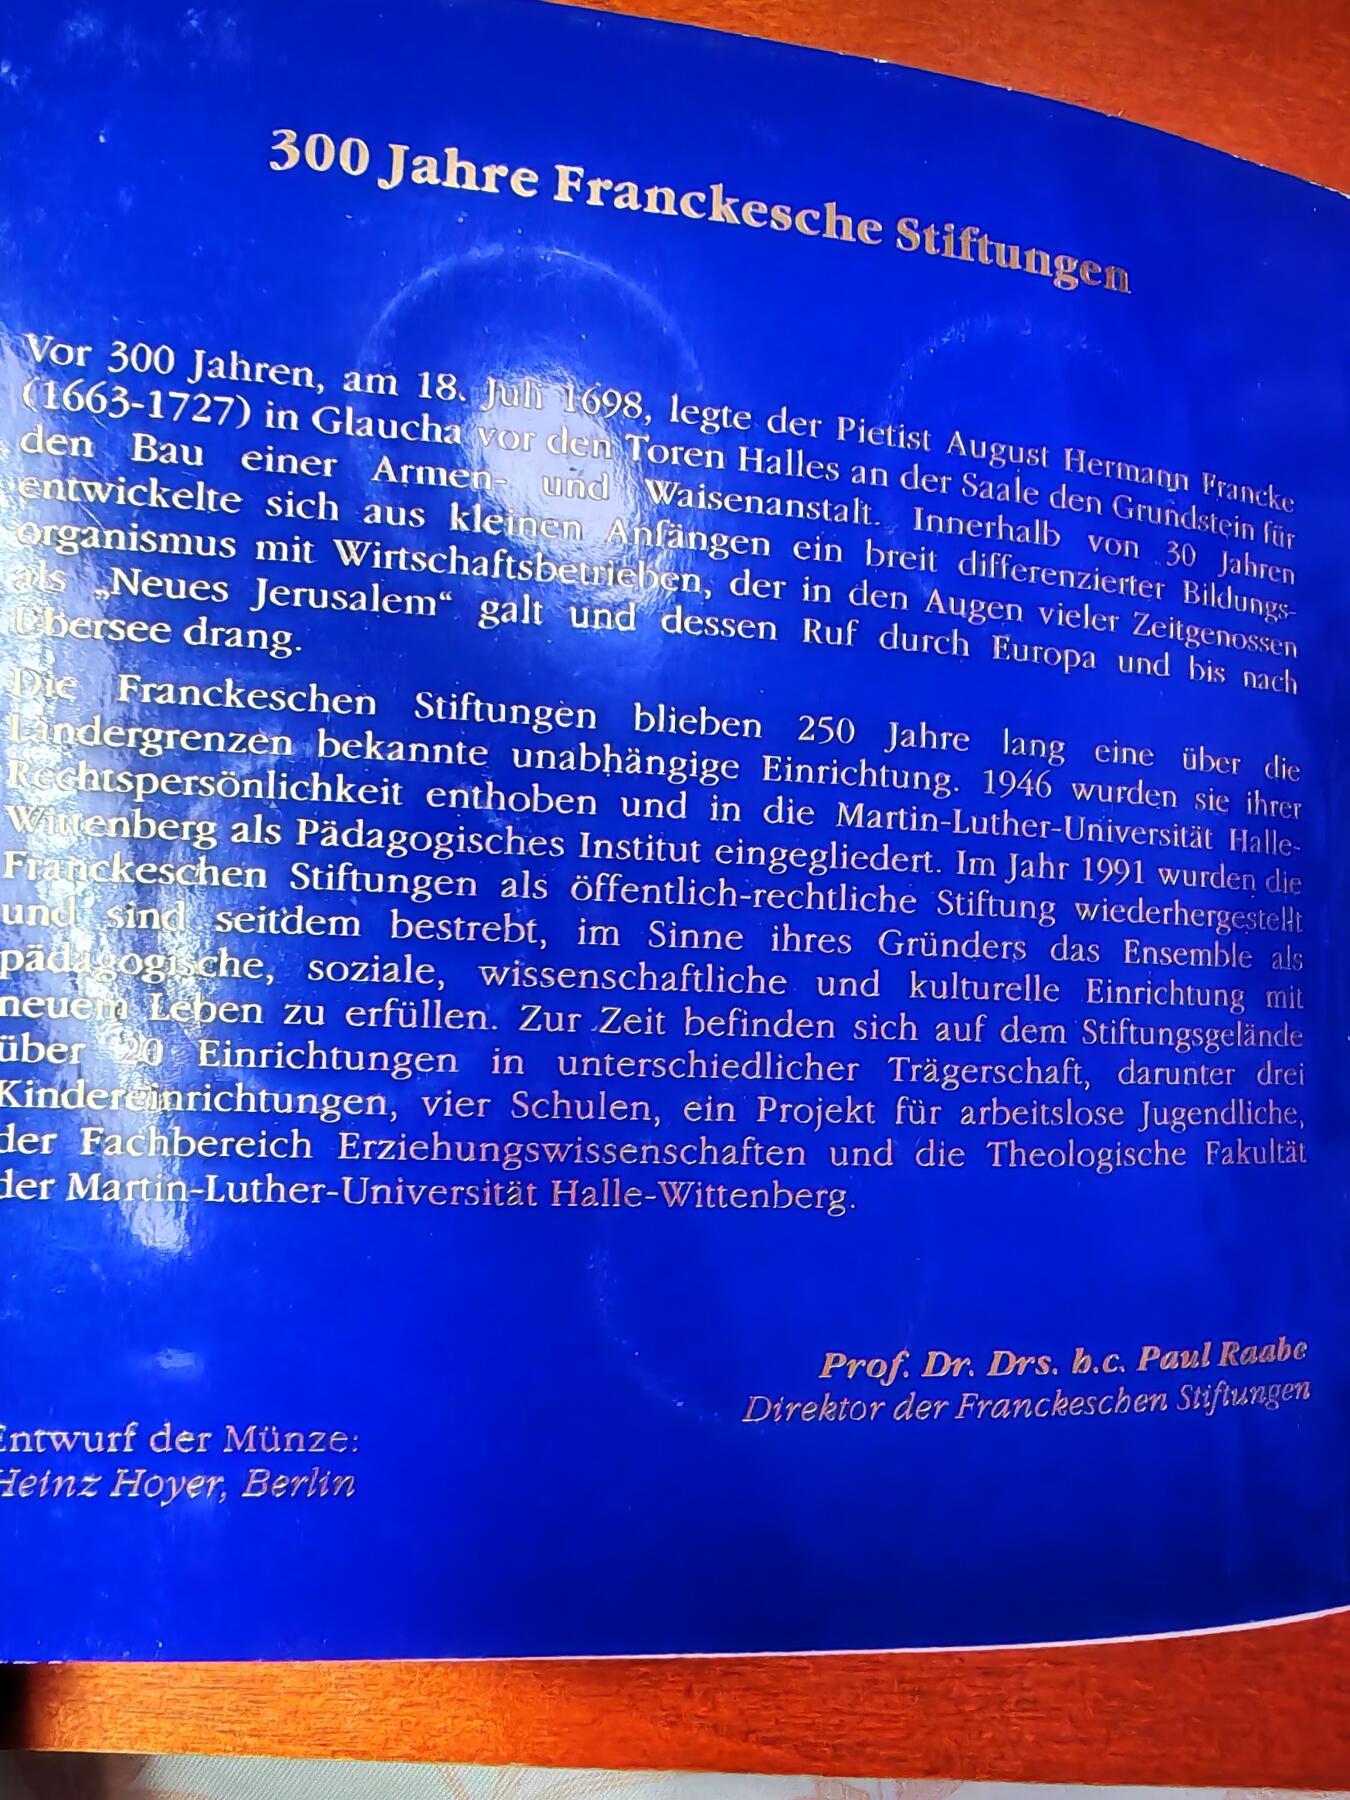 300 Jahre Franckesche Stiftungen
Vor 300 Jahren, am 18. Juli 1698, legte der Pietist August Hermann Francke
(1663-1727) in Glaucha vor den Toren Halles an der Saale den Grundstein für
den Bau einer Armen- und Waisenanstalt. Innerhalb von 30 Jahren
entwickelte sich aus kleinen Anfängen ein breit differenzierter Bildungs-
organismus mit Wirtschaftsbetrieben, der in den Augen vieler Zeitgenossen
als „Neues Jerusalem“ galt und dessen Ruf durch Europa und bis nach
Übersee drang.
Die Franckeschen Stiftungen blieben 250 Jahre lang eine über die
Ländergrenzen bekannte unabhängige Einrichtung. 1946 wurden sie ihrer
Rechtspersönlichkeit enthoben und in die Martin-Luther-Universität Halle-
Wittenberg als Pädagogisches Institut eingegliedert. Im Jahr 1991 wurden die
Franckeschen Stiftungen als öffentlich-rechtliche Stiftung wiederhergestellt
und sind seitdem bestrebt, im Sinne ihres Gründers das Ensemble als
pädagogische, soziale, wissenschaftliche und kulturelle Einrichtung mit
neuem Leben zu erfüllen. Zur Zeit befinden sich auf dem Stiftungsgelände
über 20 Einrichtungen in unterschiedlicher Trägerschaft, darunter drei
Kindereinrichtungen, vier Schulen, ein Projekt für arbeitslose Jugendliche,
der Fachbereich Erziehungswissenschaften und die Theologische Fakultät
der Martin-Luther-Universität Halle-Wittenberg.
Prof. Dr. Drs. h.c. Paul Raabe
Direktor der Franckeschen Stiftungen
Entwurf der Münze:
Heinz Hoyer, Berlin